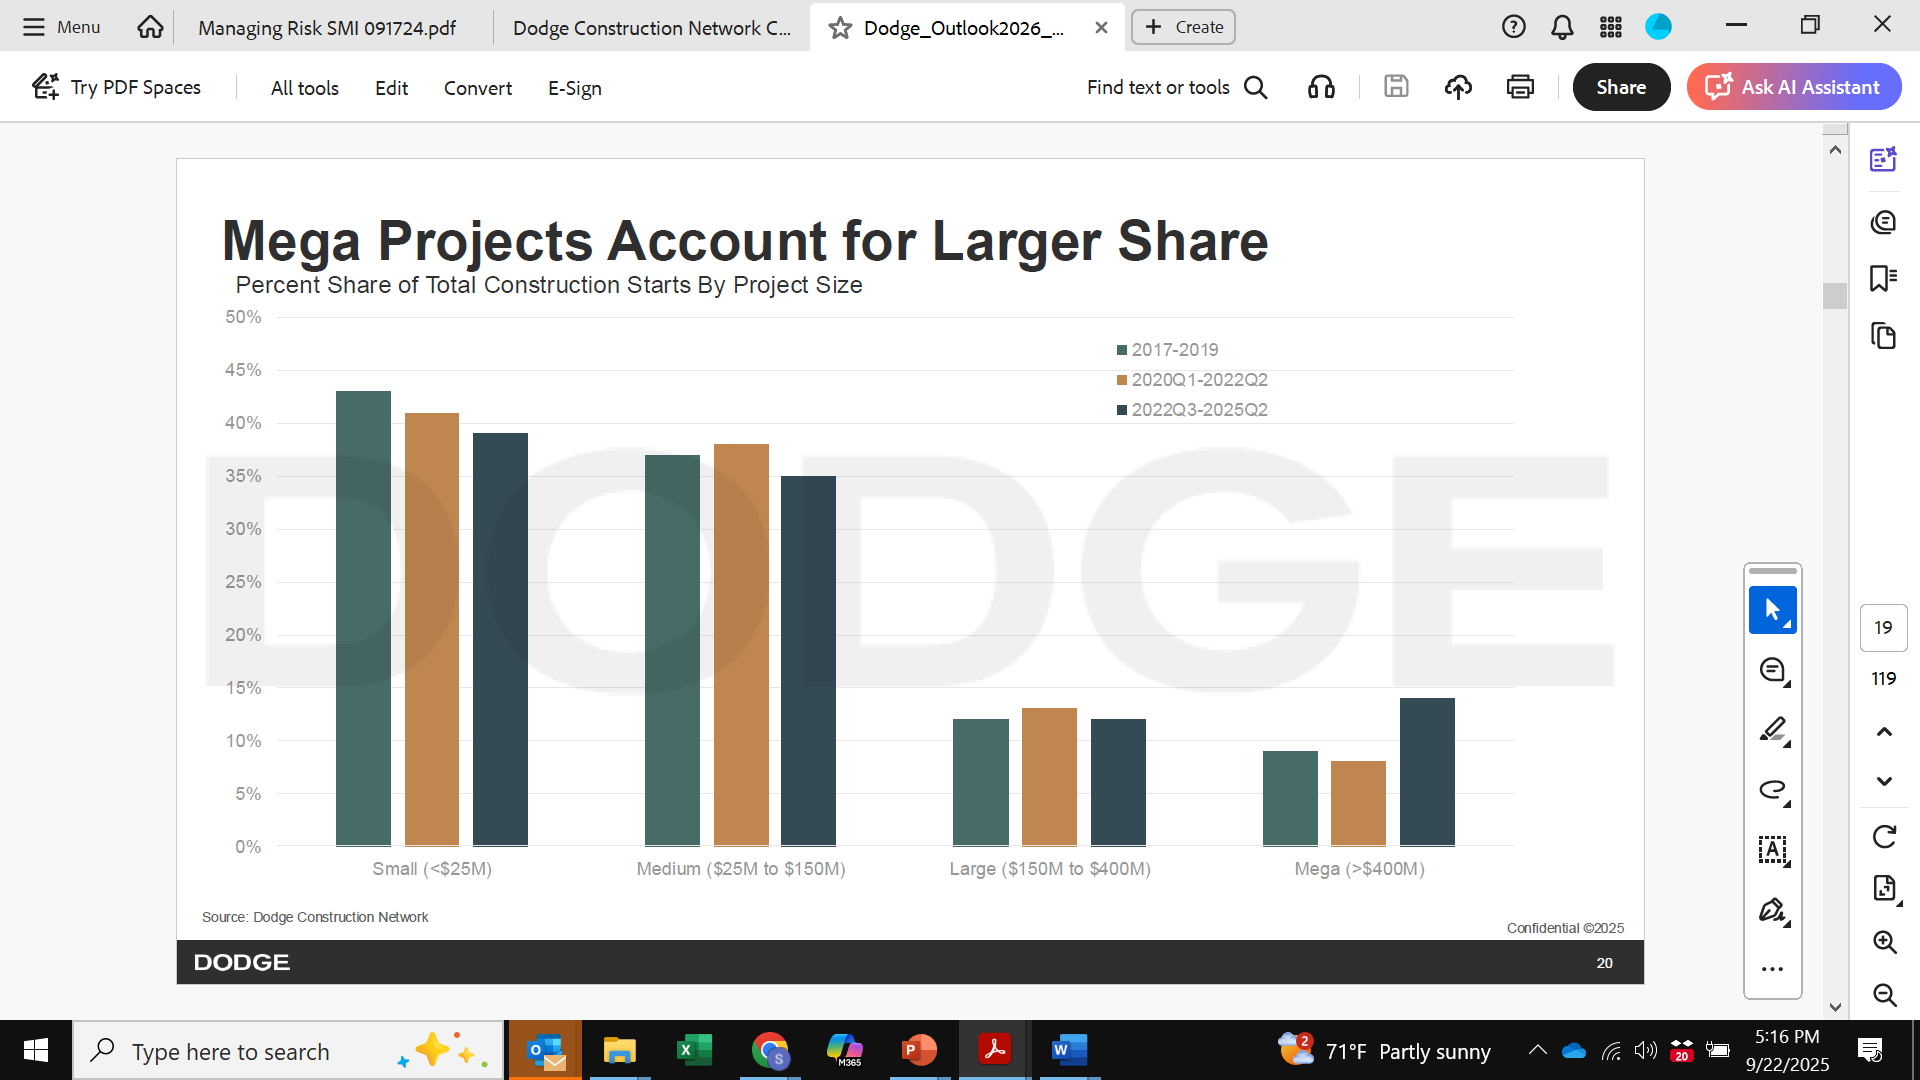 Menu
Managing Risk SMI 091724.pdf
Dodge Construction Network C...
Dodge_Outlook2026_...
Create
Try PDF Spaces
All tools
Edit
Convert
E-Sign
Find text or tools
Share
Ask AI Assistant
Mega Projects Account for Larger Share
Percent Share of Total Construction Starts By Project Size
50%
45%
40%
35%
30%
25%
20%
15%
10%
5%
0%
2017-2019
2020Q1-2022Q2
2022Q3-2025Q2
DODGE
Small (<$25M)
Medium ($25M to $150M)
Large ($150M to $400M)
Mega (>$400M)
Source: Dodge Construction Network
Confidential ©2025
DODGE
20
19
119
Type here to search
M365
2
71°F Partly sunny
20
5:16 PM
9/22/2025